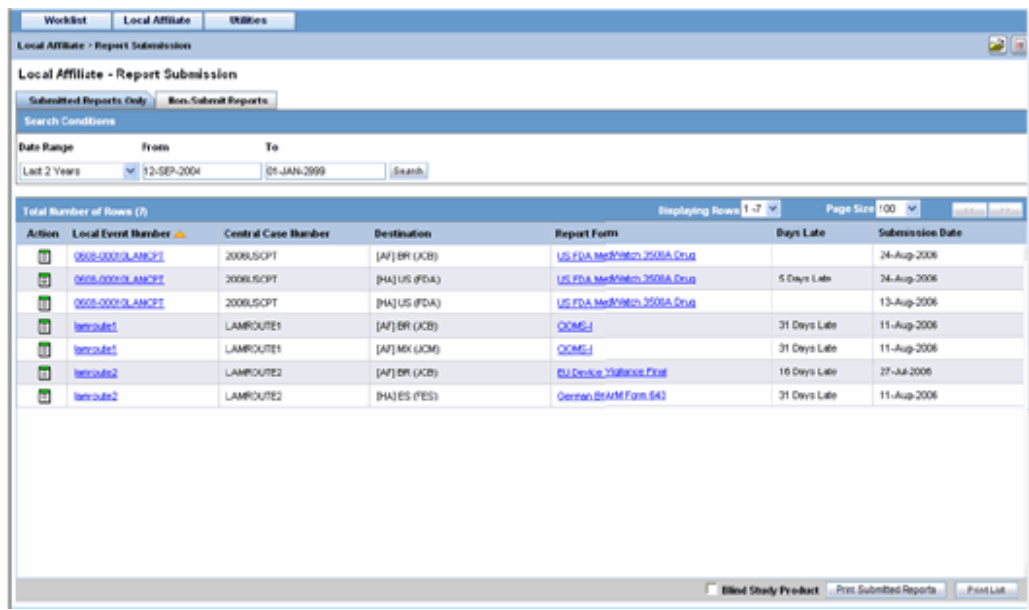 Worklist Local Affiliate Utilities
Local Affiliate > Report Submission
Local Affiliate - Report Submission
Submitted Reports Only Non-Submit Reports
Search Conditions
Date Range From To
Last 2 Years 12-SEP-2004 01-JAN-2999 Search
Total Number of Rows (7) Displaying Rows 1 -7 Page Size 100
Action Local Event Number Central Case Number Destination Report Form Days Late Submission Date
2006USCPT [AF] BR (JCB) US FDA MedWatch 3500A Drug 24-Aug-2006
2006USCPT [HA] US (FDA) US FDA MedWatch 3500A Drug 5 Days Late 24-Aug-2006
2006USCPT [HA] US (FDA) US FDA MedWatch 3500A Drug 13-Aug-2006
lamroute1 LAMROUTE1 [AF] BR (JCB) CIOMS-I 31 Days Late 11-Aug-2006
lamroute1 LAMROUTE1 [AF] MX (JCM) CIOMS-I 31 Days Late 11-Aug-2006
lamroute2 LAMROUTE2 [AF] BR (JCB) EU Device Vigilance Final 16 Days Late 27-Jul-2006
lamroute2 LAMROUTE2 [HA] ES (FES) German BfArM Form 643 31 Days Late 11-Aug-2006
Blind Study Product Print Submitted Reports Print List